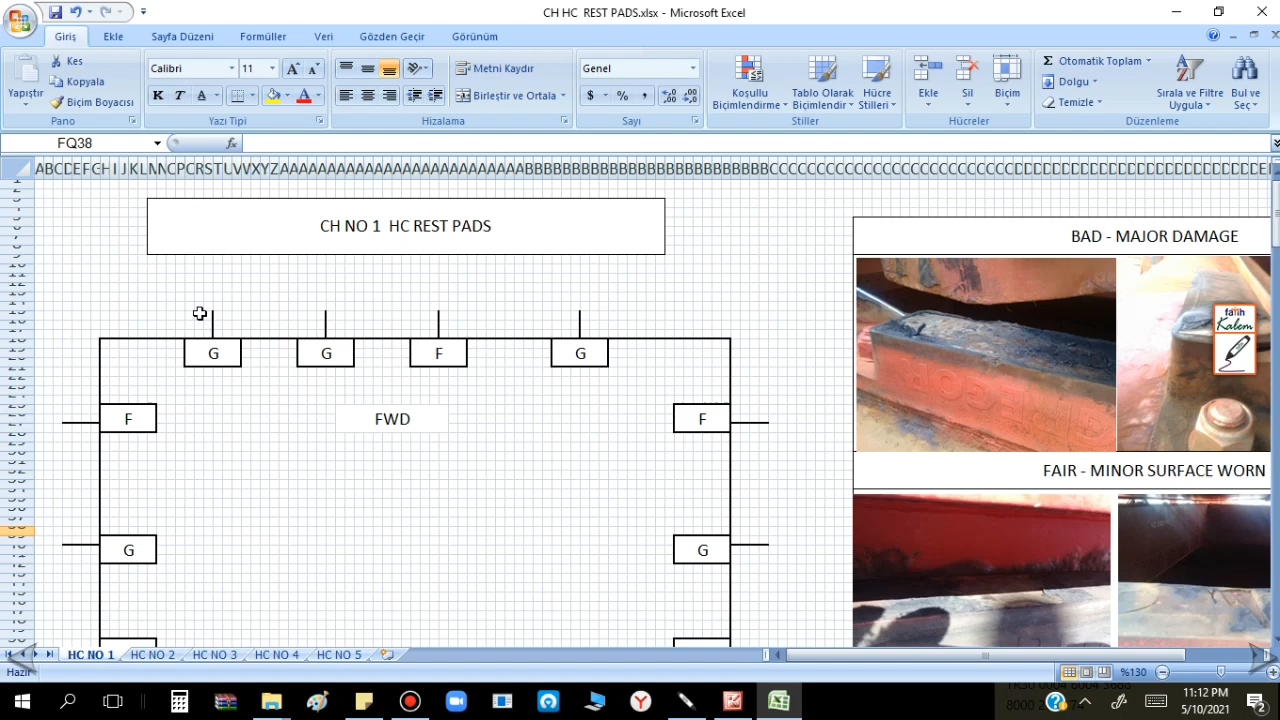 CH HC REST PADS.xlsx - Microsoft Excel
Giriş Ekle Sayfa Düzeni Formüller Veri Gözden Geçir Görünüm
Yapıştır
Kes
Kopyala
Biçim Boyacısı
Pano
Calibri 11
K T A
Yazı Tipi
Metni Kaydır
Birleştir ve Ortala
Hizalama
Genel
$ % ,
Sayı
Koşullu Biçimlendirme
Tablo Olarak Biçimlendir
Hücre Stilleri
Stiller
Ekle Sil Biçim
Hücreler
Otomatik Toplam
Dolgu
Temizle
Sırala ve Filtre Uygula
Bul ve Seç
Düzenleme
FQ38 fx
CH NO 1 HC REST PADS
G G F G
F FWD F
G G
BAD - MAJOR DAMAGE
fatih
Kalem
FAIR - MINOR SURFACE WORN
HC NO 1 HC NO 2 HC NO 3 HC NO 4 HC NO 5
Hazır
%130
11:12 PM
5/10/2021
2